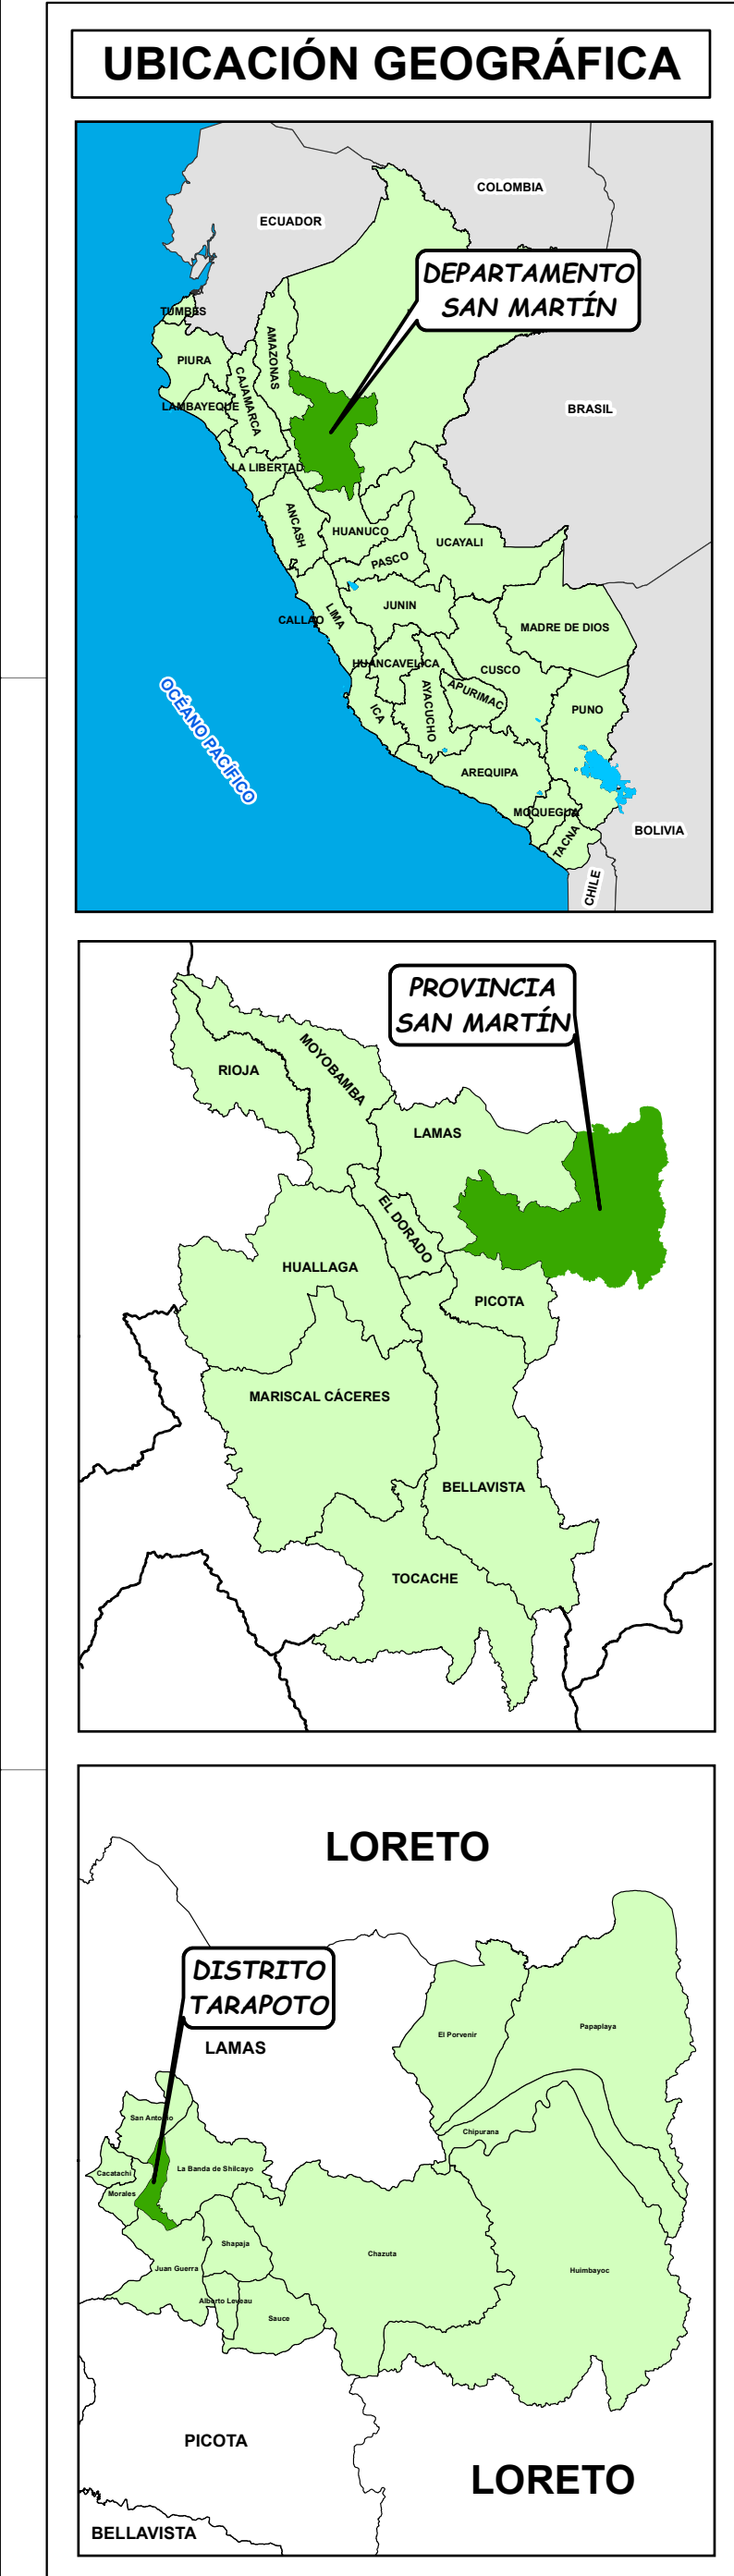 UBICACIÓN GEOGRÁFICA
COLOMBIA
ECUADOR
DEPARTAMENTO
SAN MARTÍN
TUMBES
PIURA
AMAZONAS
CAJAMARCA
LAMBAYEQUE
BRASIL
LA LIBERTAD
ANCASH
HUANUCO
UCAYALI
PASCO
JUNIN
LIMA
CALLAO
MADRE DE DIOS
HUANCAVELICA
CUSCO
APURIMAC
AYACUCHO
ICA
PUNO
OCÉANO PACÍFICO
AREQUIPA
MOQUEGUA
TACNA
BOLIVIA
CHILE
PROVINCIA
SAN MARTÍN
RIOJA
MOYOBAMBA
LAMAS
EL DORADO
HUALLAGA
PICOTA
MARISCAL CÁCERES
BELLAVISTA
TOCACHE
LORETO
DISTRITO
TARAPOTO
LAMAS
El Porvenir
Papaplaya
San Antonio
Chipurana
Cacatachi
La Banda de Shilcayo
Morales
Shapaja
Chazuta
Juan Guerra
Huimbayoc
Alberto Leveau
Sauce
PICOTA
LORETO
BELLAVISTA